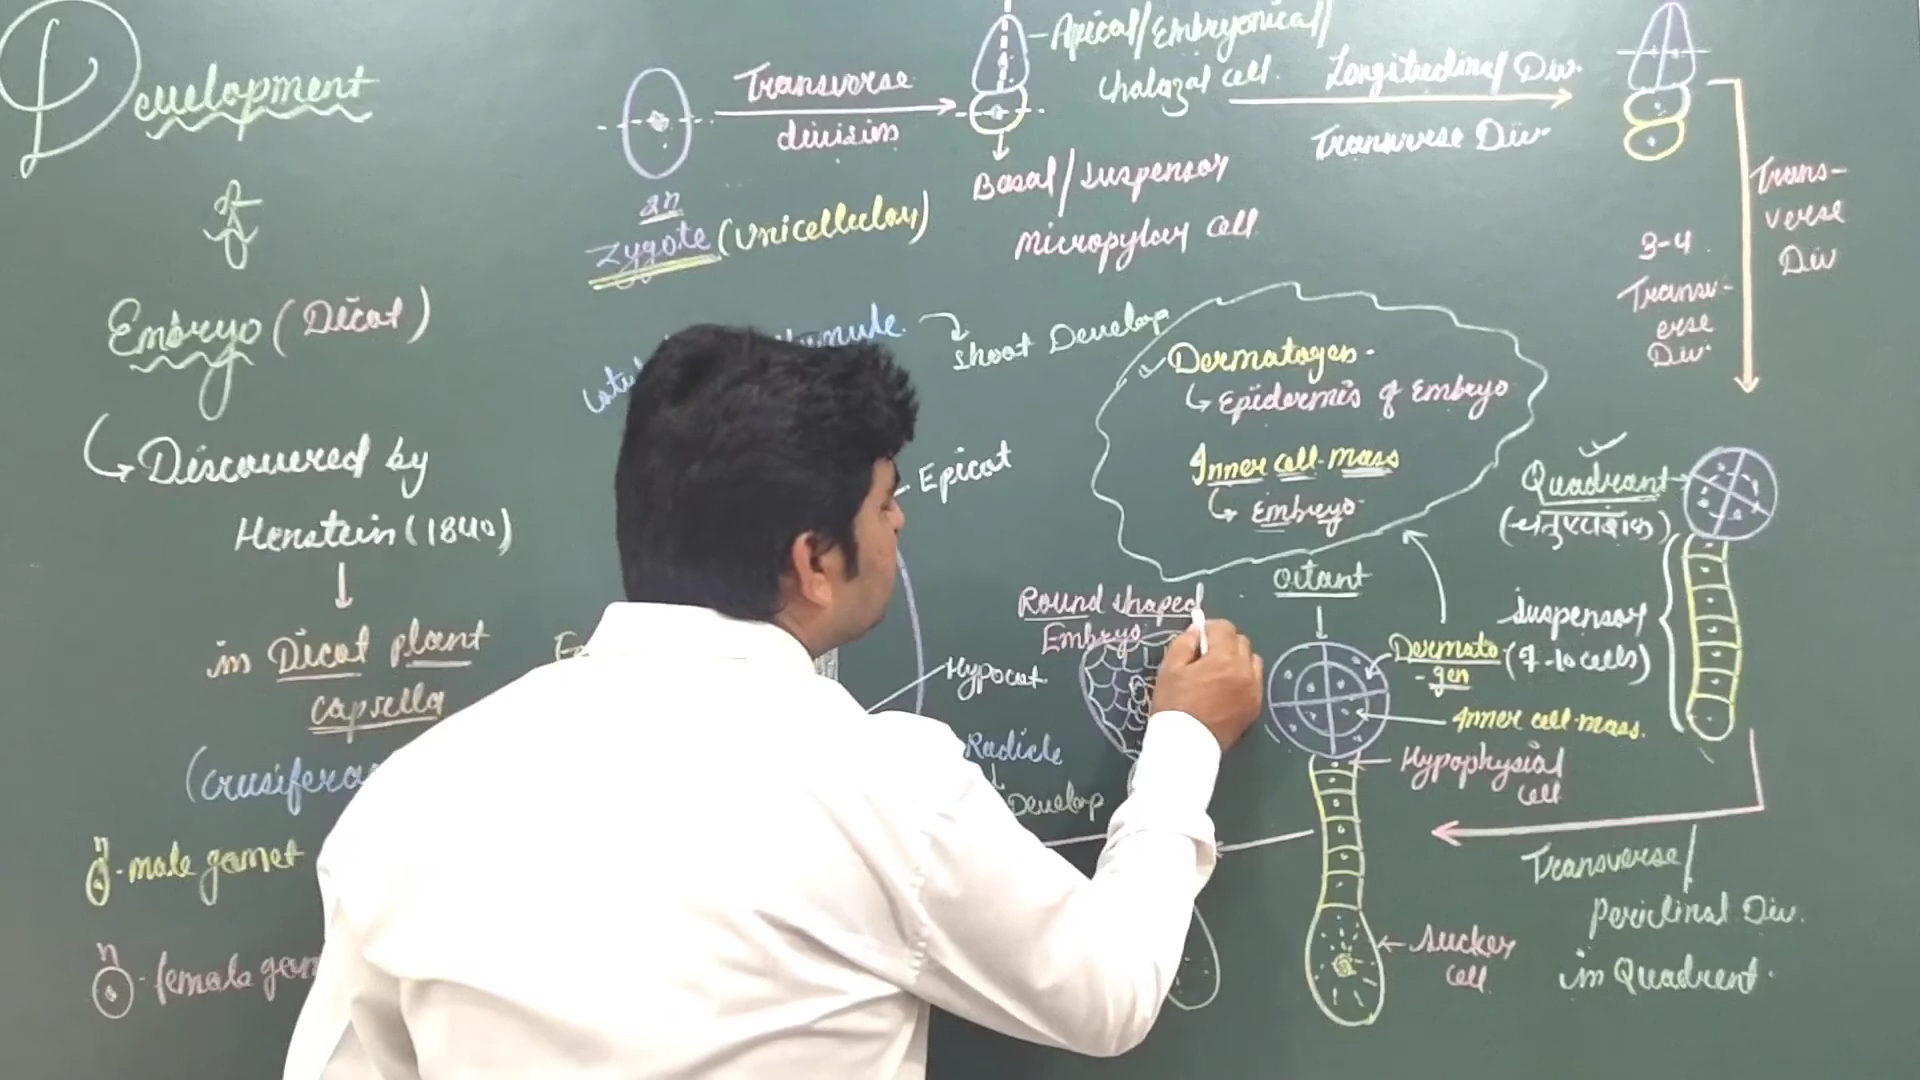 Development
of
Embryo (Dicot)
Discovered by
Henstein (1840)
in Dicot plant
capsella
n
-male gamet
n
-female
2n
Zygote (Unicellular)
Transverse
division
Apical/Embryonical/
Chalazal cell.
Basal/suspensor
Micropylary cell
Longitudinal Div.
Transverse Div.
3-4
Transv-
erse
Div.
Trans-
verse
Div
shoot Develop
Epicot
Hypocot.
Radicle
Develop
Dermatogen.
Epidermis of Embryo
Inner cell mass
Embryo
Round shaped
Embryo
Octant
Quadrant
Suspensor
(7-10 cells)
Dermato
-gen
Inner cell mass.
Hypophysial
cell
Sucker
cell
Transverse/
Periclinal Div.
in Quadrent.